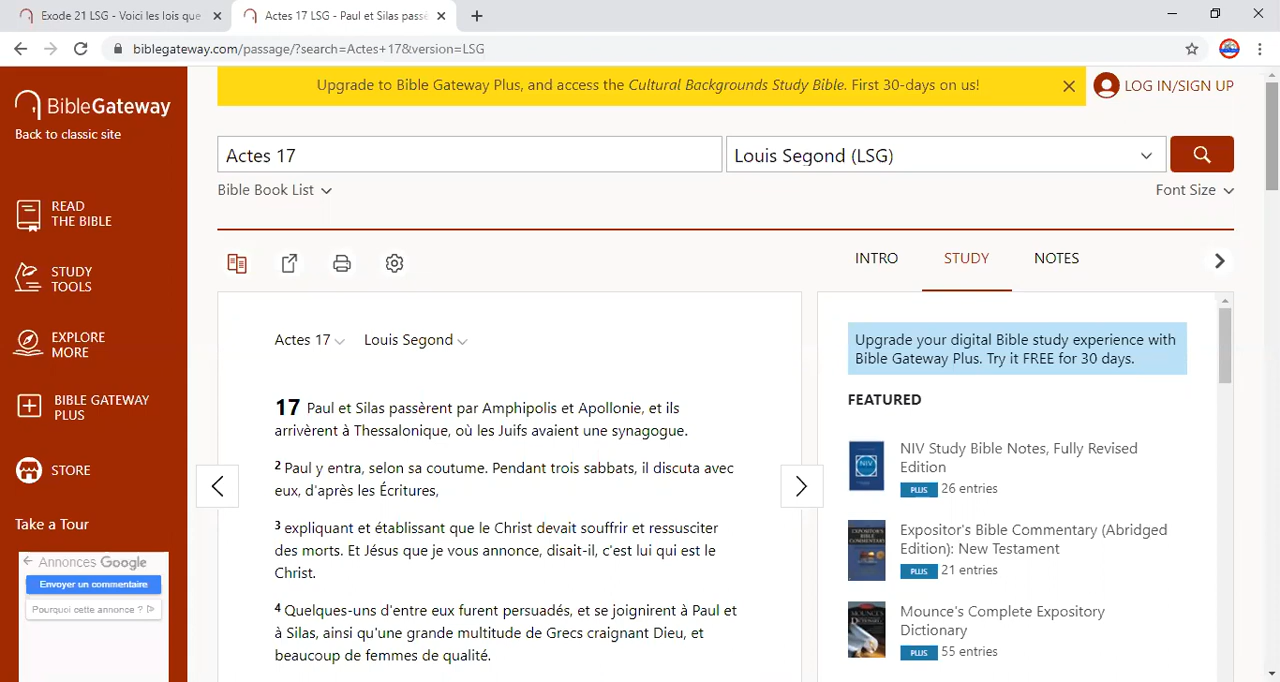 Exode 21 LSG - Voici les lois que
Actes 17 LSG - Paul et Silas passè
biblegateway.com/passage/?search=Actes+17&version=LSG
BibleGateway
Back to classic site
READ
THE BIBLE
STUDY
TOOLS
EXPLORE
MORE
BIBLE GATEWAY
PLUS
STORE
Take a Tour
Annonces Google
Envoyer un commentaire
Pourquoi cette annonce ?
Upgrade to Bible Gateway Plus, and access the Cultural Backgrounds Study Bible. First 30-days on us!
LOG IN/SIGN UP
Actes 17
Louis Segond (LSG)
Bible Book List
Font Size
INTRO
STUDY
NOTES
Actes 17
Louis Segond
17 Paul et Silas passèrent par Amphipolis et Apollonie, et ils
arrivèrent à Thessalonique, où les Juifs avaient une synagogue.
2 Paul y entra, selon sa coutume. Pendant trois sabbats, il discuta avec
eux, d'après les Écritures,
3 expliquant et établissant que le Christ devait souffrir et ressusciter
des morts. Et Jésus que je vous annonce, disait-il, c'est lui qui est le
Christ.
4 Quelques-uns d'entre eux furent persuadés, et se joignirent à Paul et
à Silas, ainsi qu'une grande multitude de Grecs craignant Dieu, et
beaucoup de femmes de qualité.
Upgrade your digital Bible study experience with
Bible Gateway Plus. Try it FREE for 30 days.
FEATURED
NIV Study Bible Notes, Fully Revised
Edition
PLUS 26 entries
Expositor's Bible Commentary (Abridged
Edition): New Testament
PLUS 21 entries
Mounce's Complete Expository
Dictionary
PLUS 55 entries